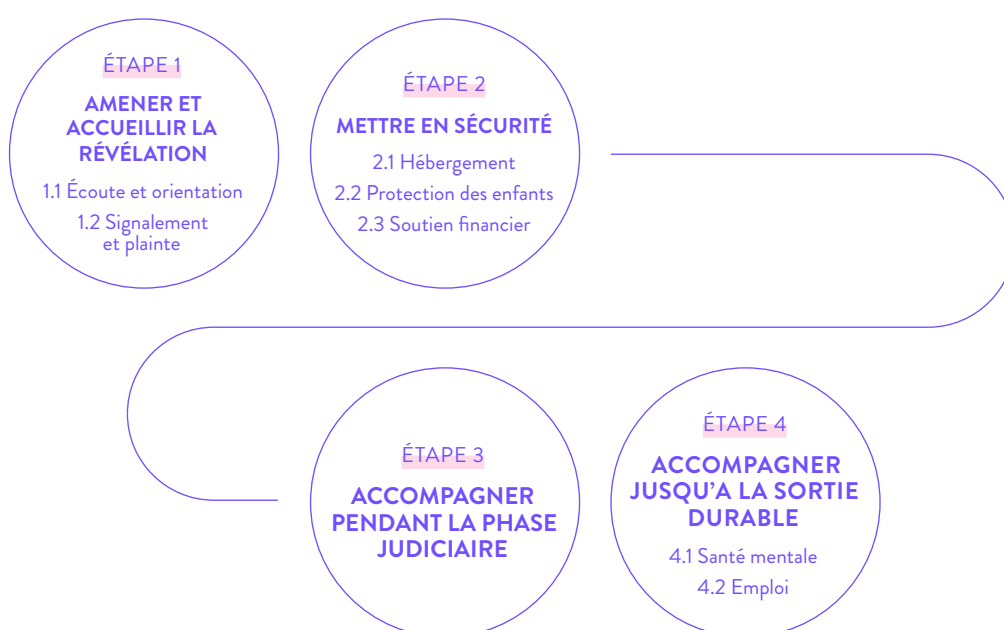 ÉTAPE 1
AMENER ET
ACCUEILLIR LA
RÉVÉLATION
1.1 Écoute et orientation
1.2 Signalement
et plainte
ÉTAPE 2
METTRE EN SÉCURITÉ
2.1 Hébergement
2.2 Protection des enfants
2.3 Soutien financier
ÉTAPE 3
ACCOMPAGNER
PENDANT LA PHASE
JUDICIAIRE
ÉTAPE 4
ACCOMPAGNER
JUSQU’A LA SORTIE
DURABLE
4.1 Santé mentale
4.2 Emploi